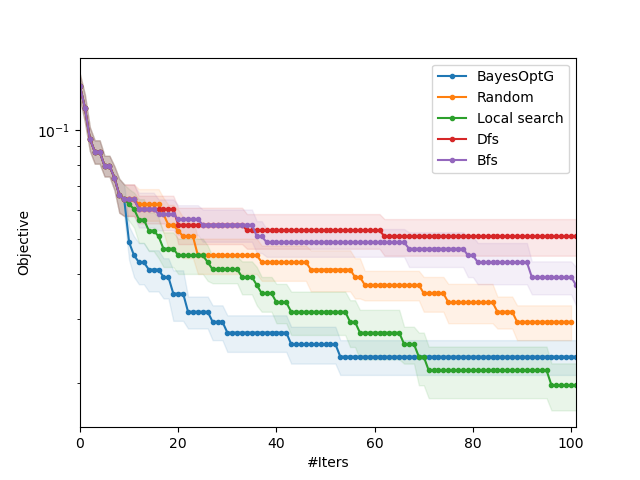 BayesOptG
Random
Local search
Dfs
Bfs
10⁻¹
Objective
0 20 40 60 80 100
#Iters